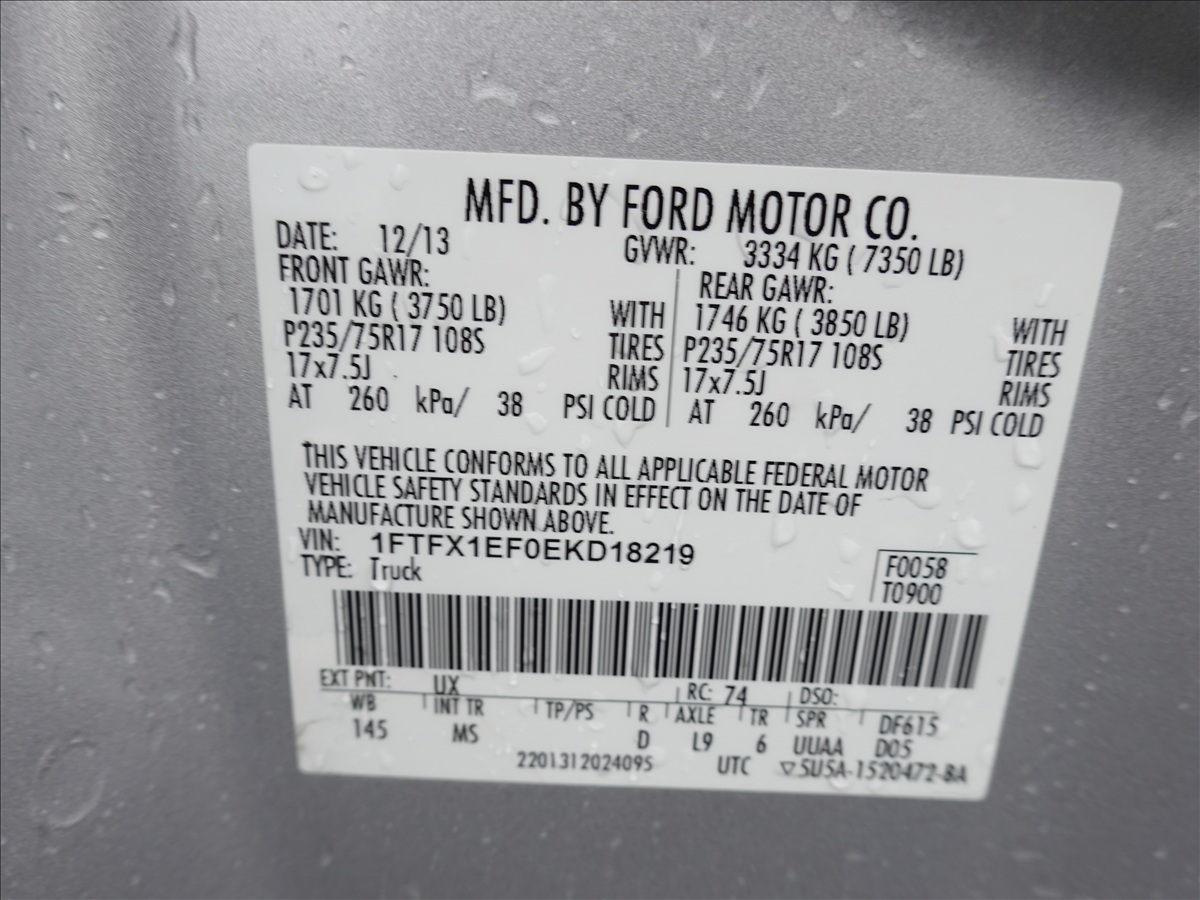 MFD. BY FORD MOTOR CO.
DATE: 12/13 GVWR: 3334 KG ( 7350 LB)
FRONT GAWR: REAR GAWR:
1701 KG ( 3750 LB) WITH 1746 KG ( 3850 LB) WITH
P235/75R17 108S TIRES P235/75R17 108S TIRES
17x7.5J RIMS 17x7.5J RIMS
AT 260 kPa/ 38 PSI COLD AT 260 kPa/ 38 PSI COLD
THIS VEHICLE CONFORMS TO ALL APPLICABLE FEDERAL MOTOR
VEHICLE SAFETY STANDARDS IN EFFECT ON THE DATE OF
MANUFACTURE SHOWN ABOVE.
VIN: 1FTFX1EF0EKD18219 F0058
TYPE: Truck T0900
EXT PNT: UX RC: 74 DSO:
WB INT TR TP/PS R AXLE TR SPR DF615
145 MS D L9 6 UUAA D05
2201312024095 UTC ▽5U5A-1520472-BA